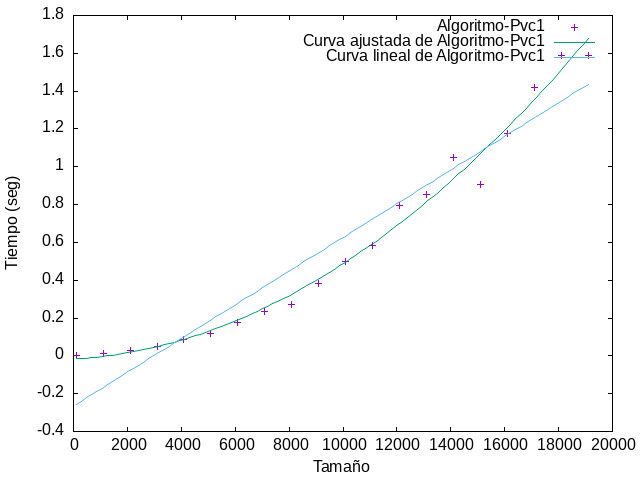 1.8
1.6
1.4
1.2
1
0.8
0.6
0.4
0.2
0
-0.2
-0.4
Tiempo (seg)
Algoritmo-Pvc1
Curva ajustada de Algoritmo-Pvc1
Curva lineal de Algoritmo-Pvc1
0 2000 4000 6000 8000 10000 12000 14000 16000 18000 20000
Tamaño